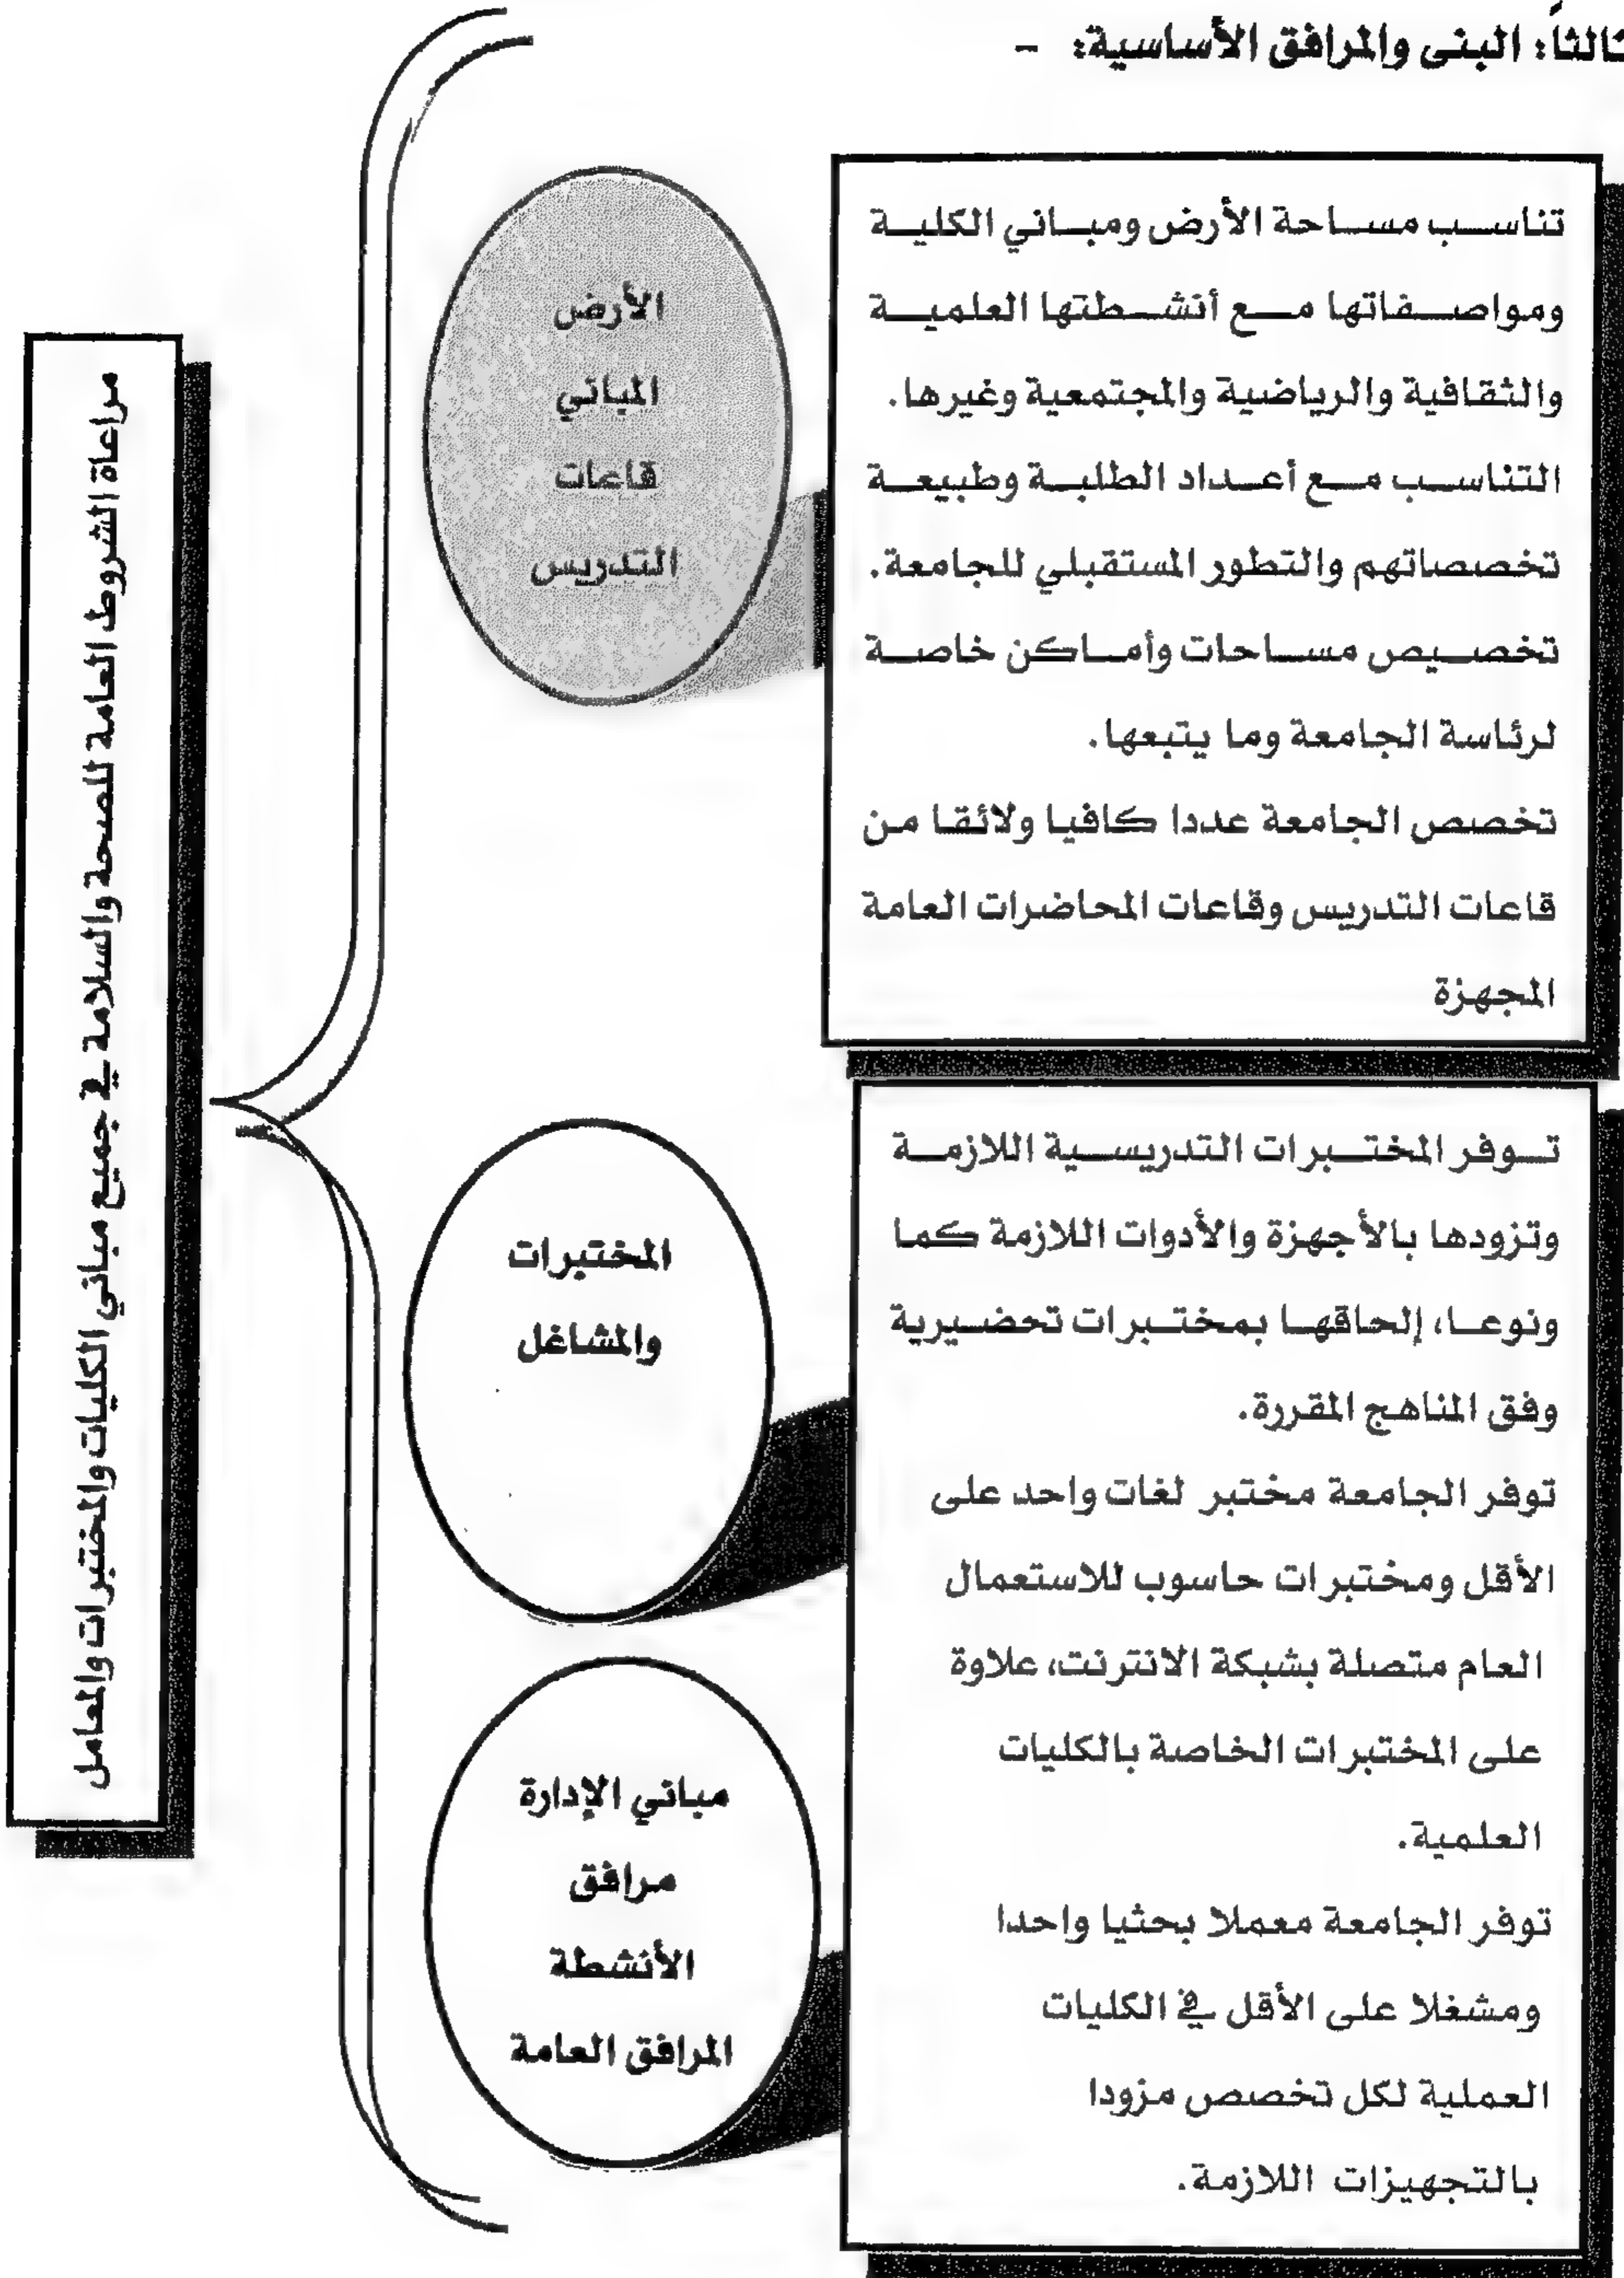 ثالثاً: البنى والمرافق الأساسية: -
تناسب مساحة الأرض ومباني الكلية
ومواصفاتها مع أنشطتها العلمية
والثقافية والرياضية والمجتمعية وغيرها.
التناسب مع أعداد الطلبة وطبيعة
تخصصاتهم والتطور المستقبلي للجامعة.
تخصيص مساحات وأماكن خاصة
لرئاسة الجامعة وما يتبعها.
تخصص الجامعة عددا كافيا ولائقا من
قاعات التدريس وقاعات المحاضرات العامة
المجهزة
الأرض
المباني
قاعات
التدريس
توفر المختبرات التدريسية اللازمة
وتزودها بالأجهزة والأدوات اللازمة كما
ونوعا، إلحاقها بمختبرات تحضيرية
وفق المناهج المقررة.
توفر الجامعة مختبر لغات واحد على
الأقل ومختبرات حاسوب للاستعمال
العام متصلة بشبكة الانترنت، علاوة
على المختبرات الخاصة بالكليات
العلمية.
توفر الجامعة معملا بحثيا واحدا
ومشغلا على الأقل في الكليات
العملية لكل تخصص مزودا
بالتجهيزات اللازمة.
المختبرات
والمشاغل
مباني الإدارة
مرافق
الأنشطة
المرافق العامة
مراعاة الشروط العامة للصحة والسلامة في جميع مباني الكليات والمختبرات والمعامل